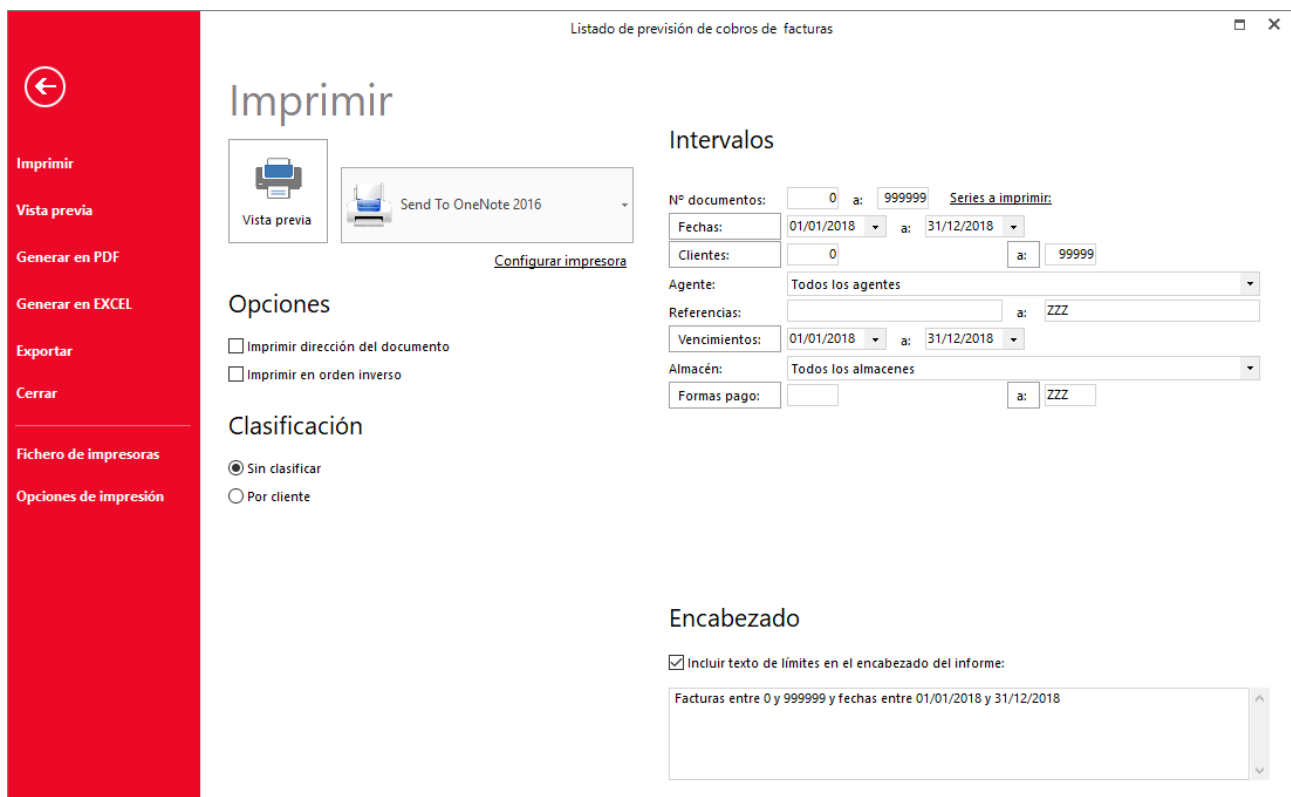 Listado de previsión de cobros de facturas
Imprimir
Vista previa
Generar en PDF
Generar en EXCEL
Exportar
Cerrar
Fichero de impresoras
Opciones de impresión
Imprimir
Vista previa
Send To OneNote 2016
Configurar impresora
Opciones
Imprimir dirección del documento
Imprimir en orden inverso
Clasificación
Sin clasificar
Por cliente
Intervalos
Nº documentos: 0 a: 999999 Series a imprimir:
Fechas: 01/01/2018 a: 31/12/2018
Clientes: 0 a: 99999
Agente: Todos los agentes
Referencias: a: ZZZ
Vencimientos: 01/01/2018 a: 31/12/2018
Almacén: Todos los almacenes
Formas pago: a: ZZZ
Encabezado
Incluir texto de límites en el encabezado del informe:
Facturas entre 0 y 999999 y fechas entre 01/01/2018 y 31/12/2018